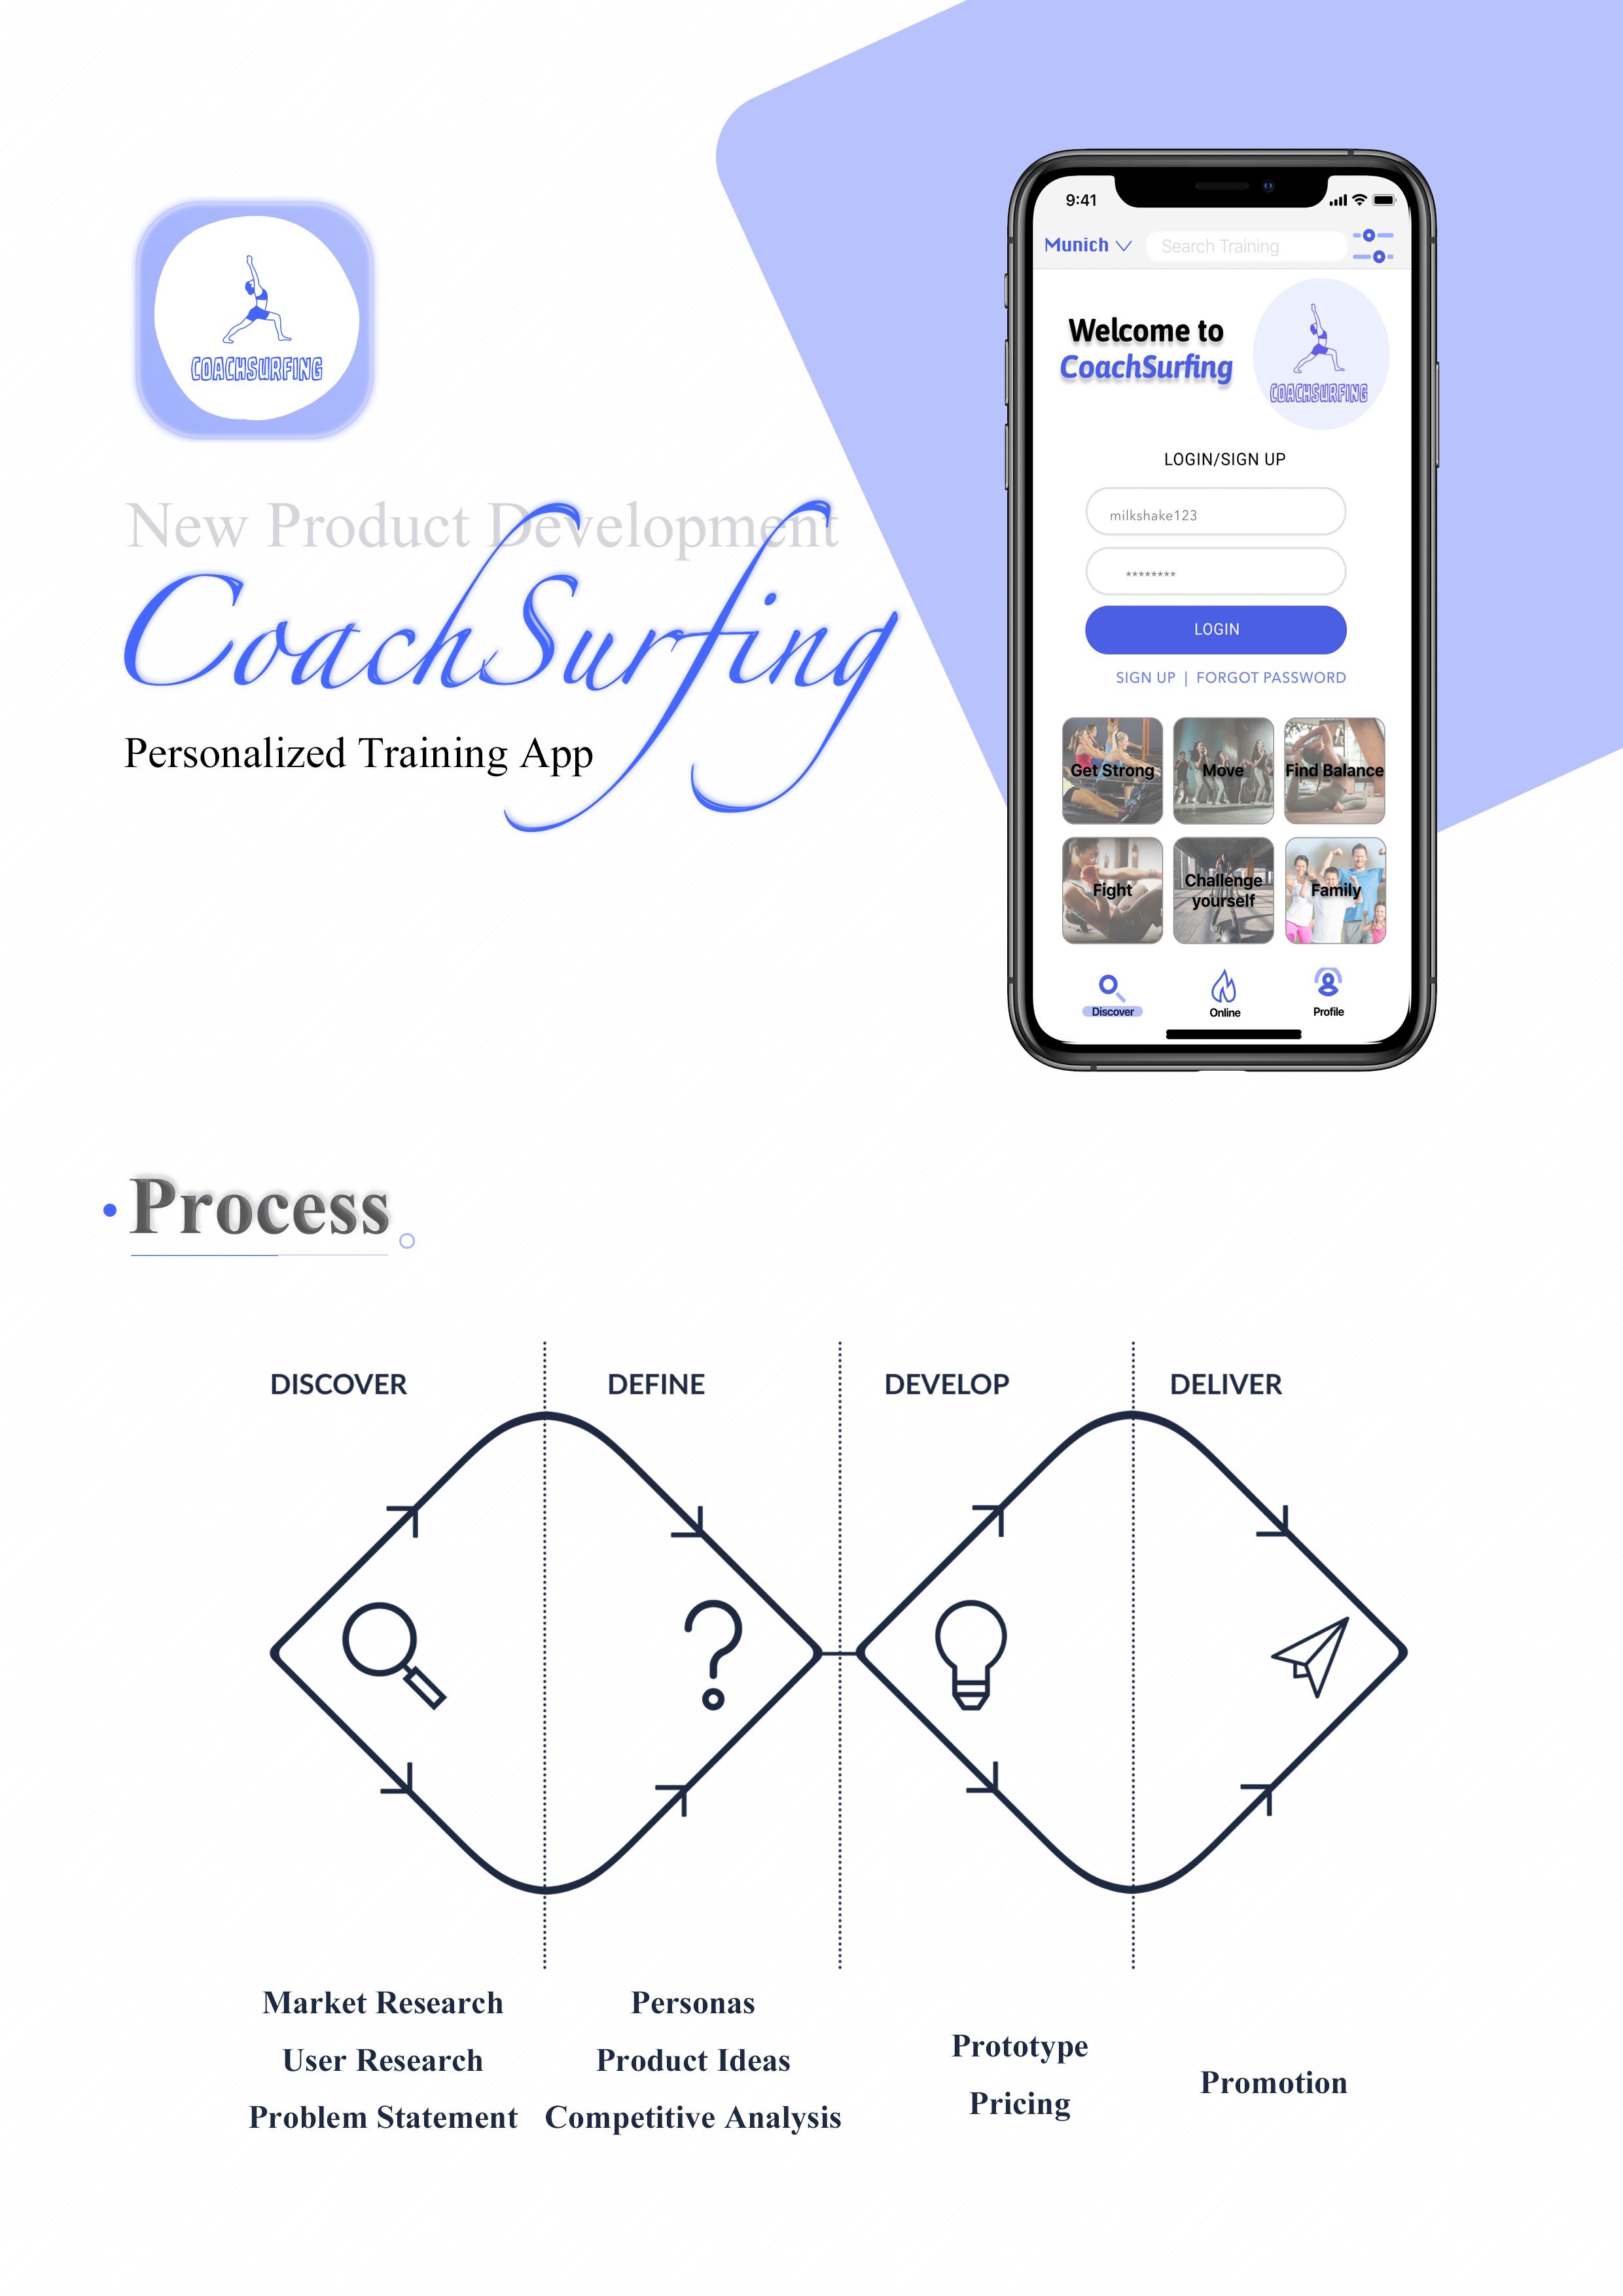 COACHSURFING
New Product Development
CoachSurfing
Personalized Training App
9:41
Munich
Search Training
Welcome to
CoachSurfing
COACHSURFING
LOGIN/SIGN UP
milkshake123
********
LOGIN
SIGN UP | FORGOT PASSWORD
Get Strong
Move
Find Balance
Fight
Challenge
yourself
Family
Discover
Online
Profile
Process
DISCOVER
DEFINE
DEVELOP
DELIVER
Market Research
User Research
Problem Statement
Personas
Product Ideas
Competitive Analysis
Prototype
Pricing
Promotion